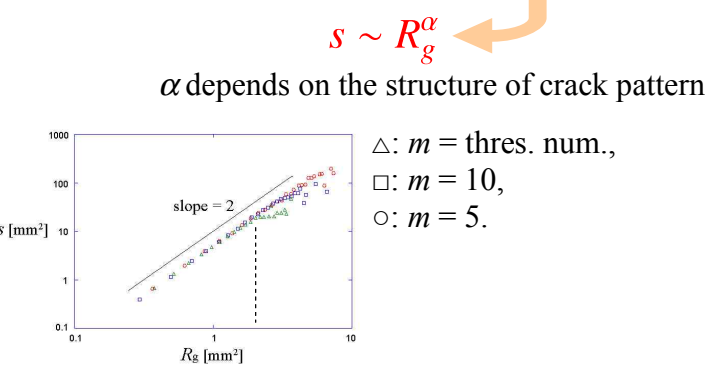 s ~ R_g^α
α depends on the structure of crack pattern
△: m = thres. num.,
□: m = 10,
○: m = 5.
1000
100
slope = 2
s [mm²]
10
1
0.1
0.1
1
10
Rg [mm²]